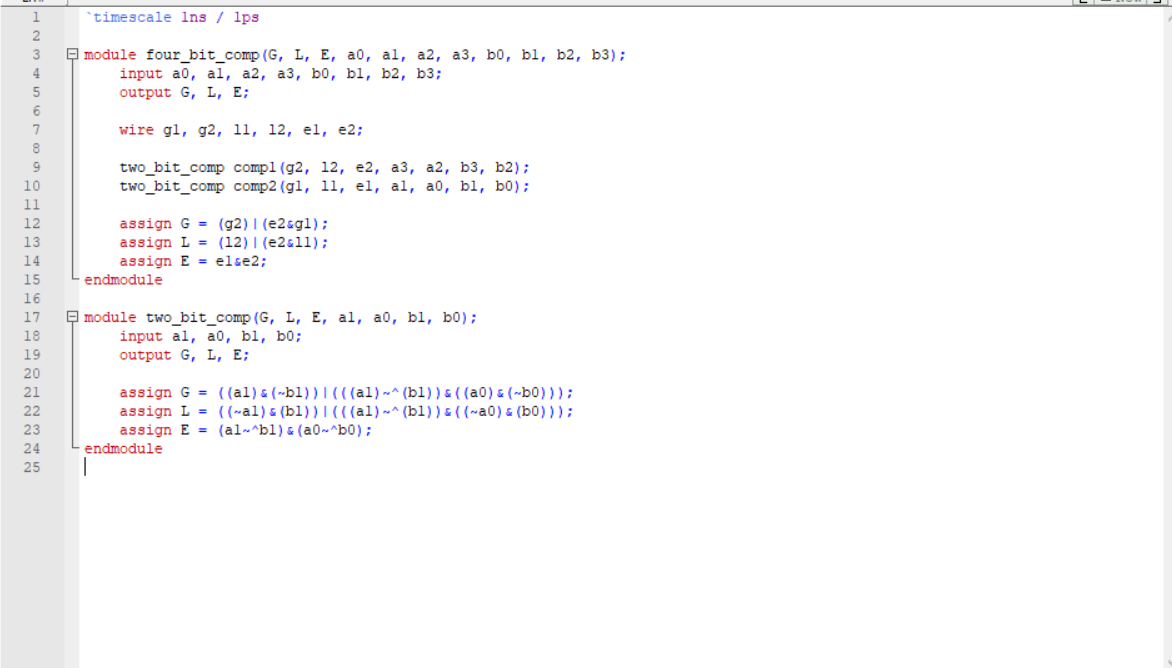 1 `timescale 1ns / 1ps
2
3 module four_bit_comp(G, L, E, a0, a1, a2, a3, b0, b1, b2, b3);
4 input a0, a1, a2, a3, b0, b1, b2, b3;
5 output G, L, E;
6
7 wire g1, g2, l1, l2, e1, e2;
8
9 two_bit_comp comp1(g2, l2, e2, a3, a2, b3, b2);
10 two_bit_comp comp2(g1, l1, e1, a1, a0, b1, b0);
11
12 assign G = (g2)|(e2&g1);
13 assign L = (l2)|(e2&l1);
14 assign E = e1&e2;
15 endmodule
16
17 module two_bit_comp(G, L, E, a1, a0, b1, b0);
18 input a1, a0, b1, b0;
19 output G, L, E;
20
21 assign G = ((a1)&(~b1))|(((a1)~^(b1))&((a0)&(~b0)));
22 assign L = ((~a1)&(b1))|(((a1)~^(b1))&((~a0)&(b0)));
23 assign E = (a1~^b1)&(a0~^b0);
24 endmodule
25